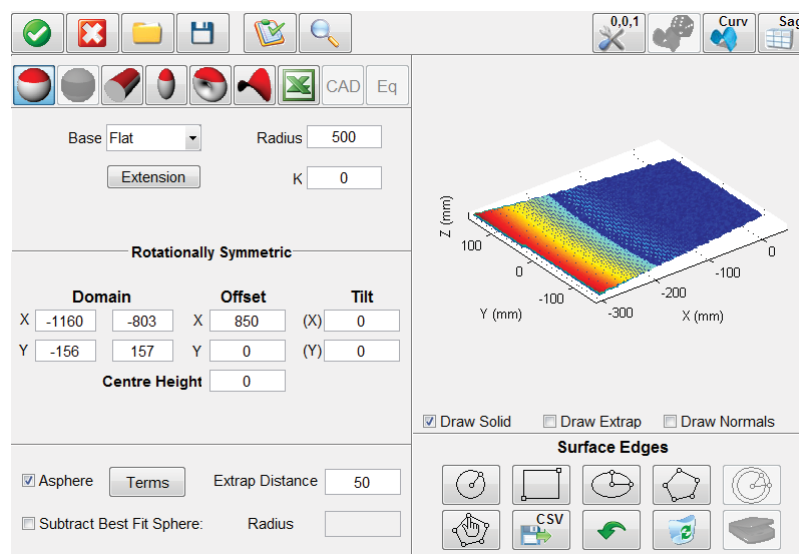 0,0,1 Curv Sag
CAD Eq
Base Flat Radius 500
Extension K 0
Rotationally Symmetric
Domain Offset Tilt
X -1160 -803 X 850 (X) 0
Y -156 157 Y 0 (Y) 0
Centre Height 0
Asphere Terms Extrap Distance 50
Subtract Best Fit Sphere: Radius
Z (mm)
100
0
-100
Y (mm)
0
-100
-200
-300
X (mm)
Draw Solid Draw Extrap Draw Normals
Surface Edges
CSV